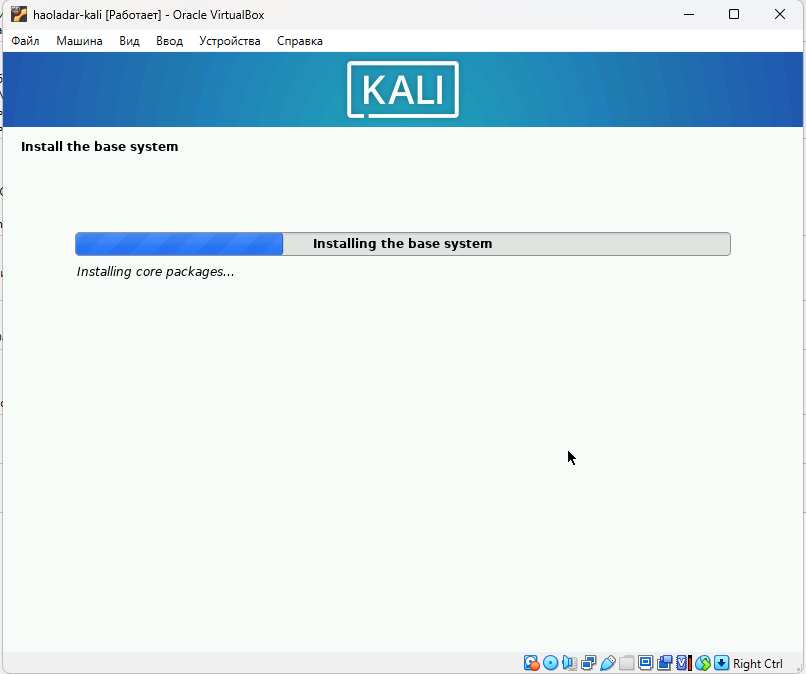 haoladar-kali [Работает] - Oracle VirtualBox
Файл Машина Вид Ввод Устройства Справка
KALI
Install the base system
Installing the base system
Installing core packages...
Right Ctrl